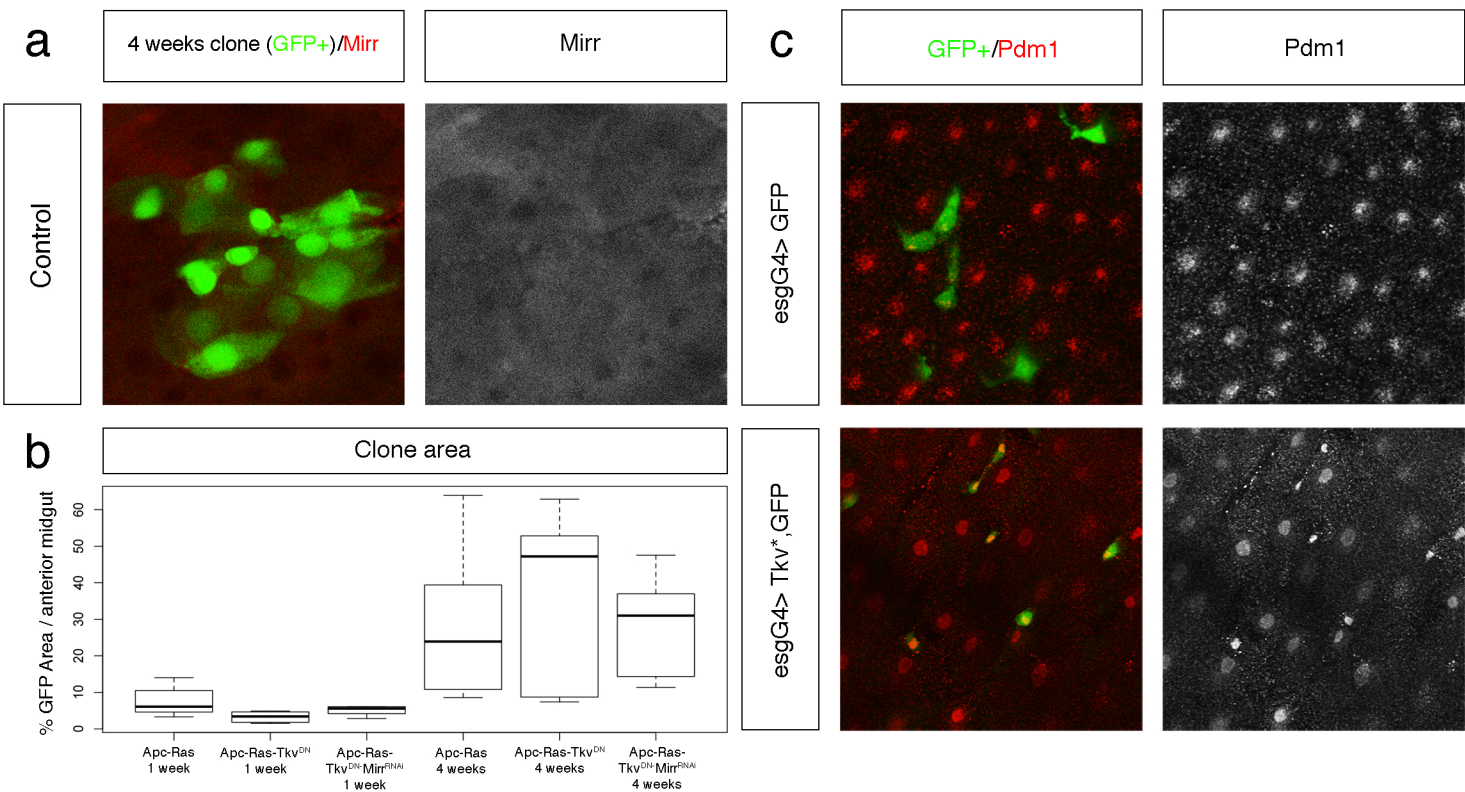 a
4 weeks clone (GFP+)/Mirr
Mirr
Control
b
Clone area
% GFP Area / anterior midgut
60
50
40
30
20
10
0
Apc-Ras
1 week
Apc-Ras-Tkvᴰᴺ
1 week
Apc-Ras-
Tkvᴰᴺ⁻Mirrᴿᴺᴬⁱ
1 week
Apc-Ras
4 weeks
Apc-Ras-Tkvᴰᴺ
4 weeks
Apc-Ras-
Tkvᴰᴺ⁻Mirrᴿᴺᴬⁱ
4 weeks
c
GFP+/Pdm1
Pdm1
esgG4> GFP
esgG4> Tkv*,GFP